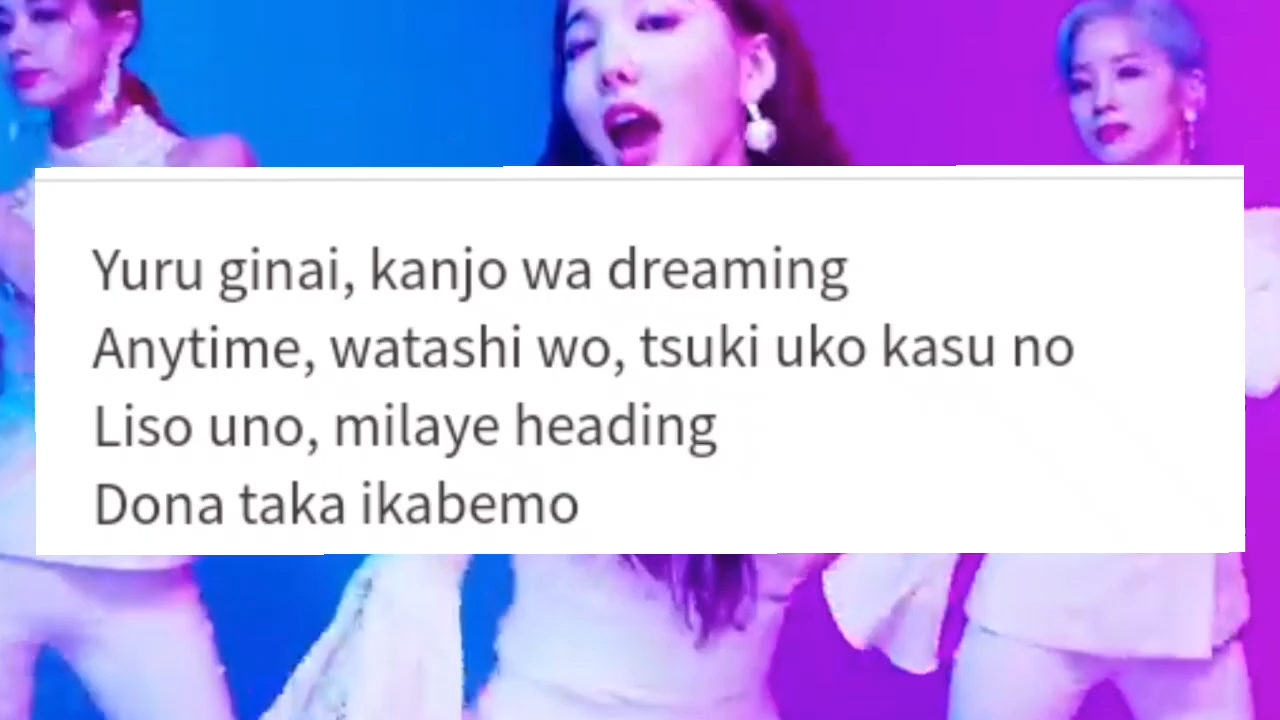 Yuru ginai, kanjo wa dreaming
Anytime, watashi wo, tsuki uko kasu no
Liso uno, milaye heading
Dona taka ikabemo